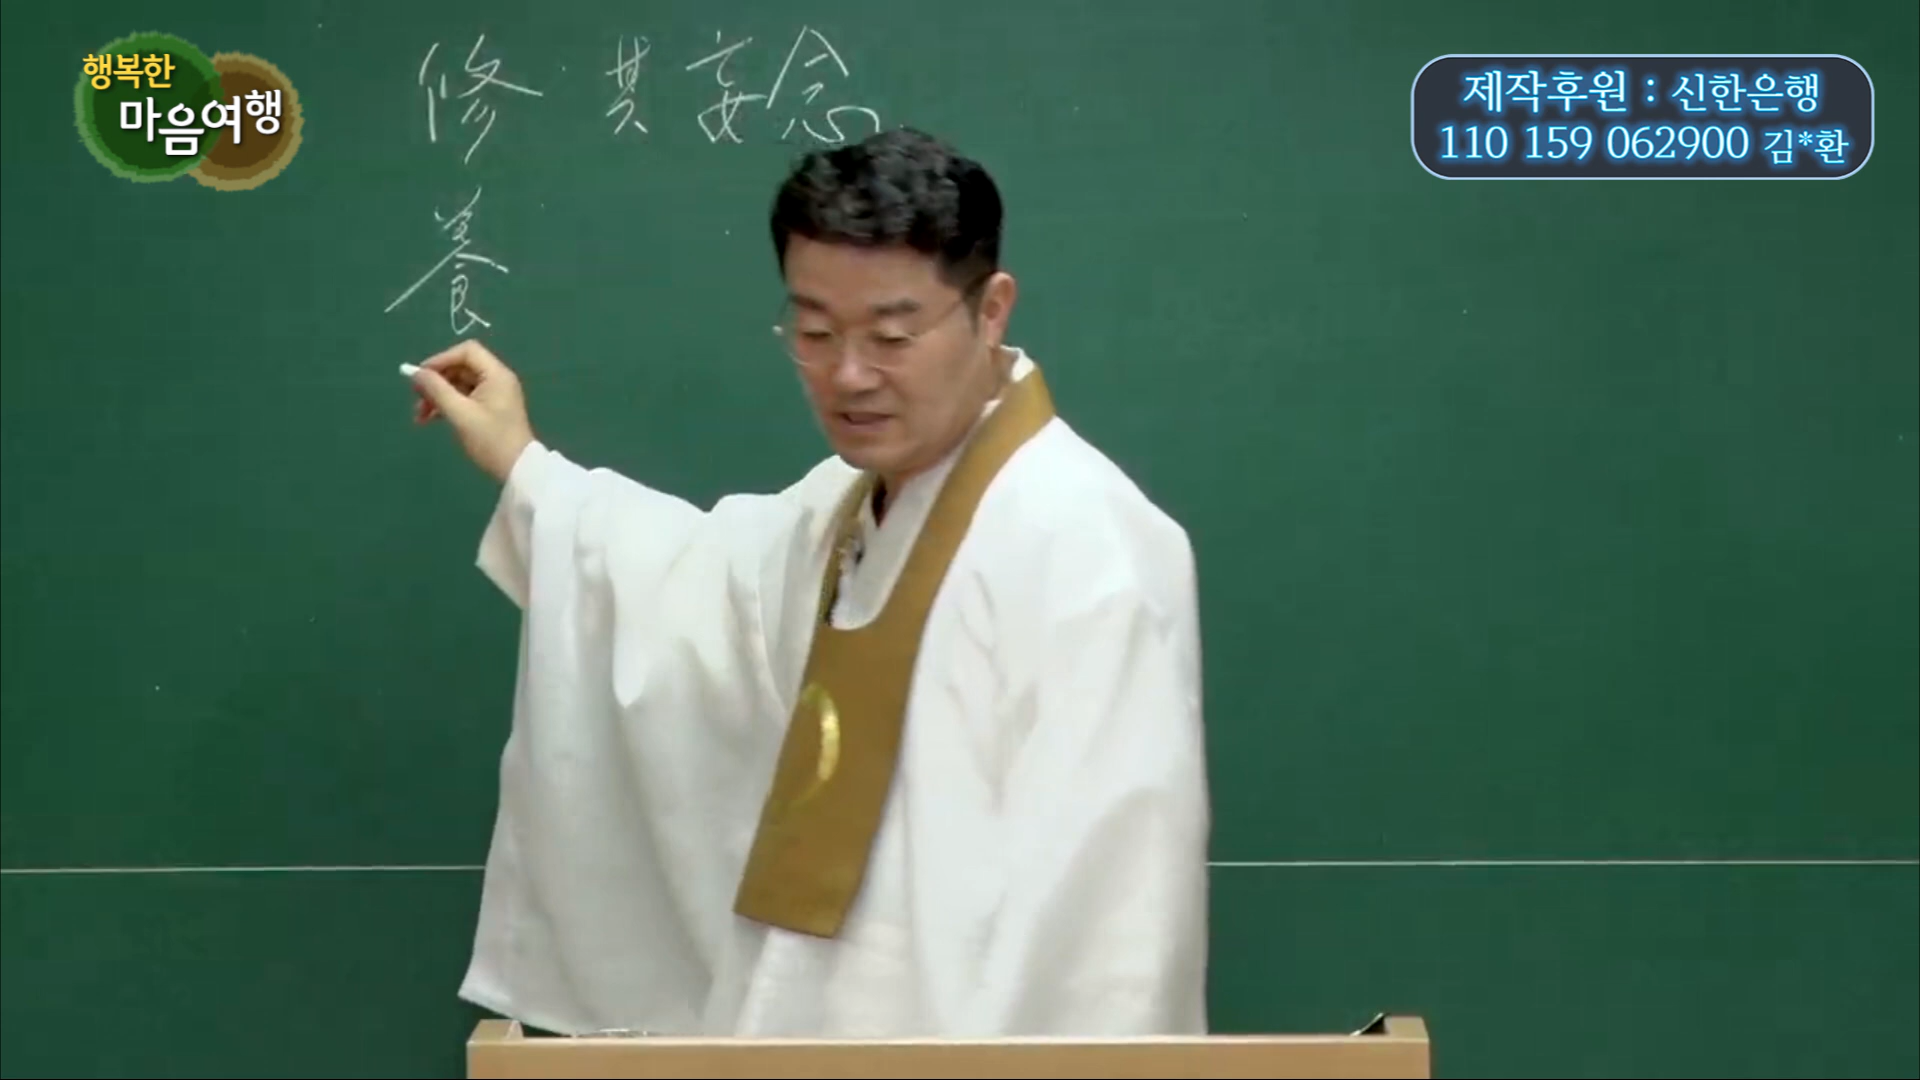 행복한
마음여행
제작후원 : 신한은행
110 159 062900 김*환
修 其妄念
養